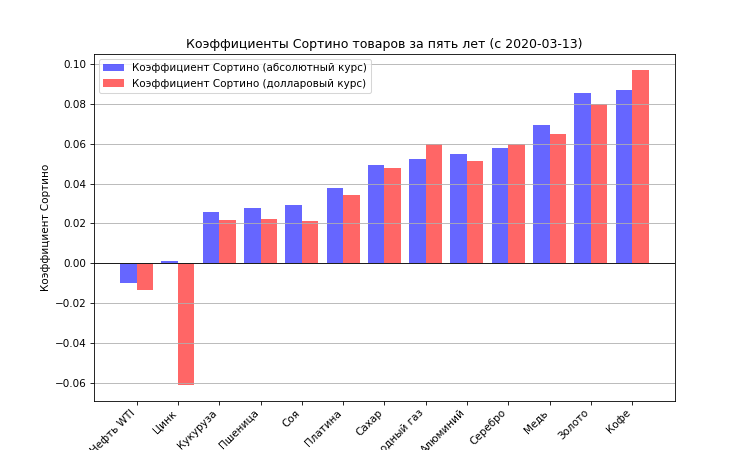 Коэффициенты Сортино товаров за пять лет (с 2020-03-13)
Коэффициент Сортино (абсолютный курс)
Коэффициент Сортино (долларовый курс)
Коэффициент Сортино
0.10
0.08
0.06
0.04
0.02
0.00
−0.02
−0.04
−0.06
Нефть WTI
Цинк
Кукуруза
Пшеница
Соя
Платина
Сахар
одный газ
Алюминий
Серебро
Медь
Золото
Кофе